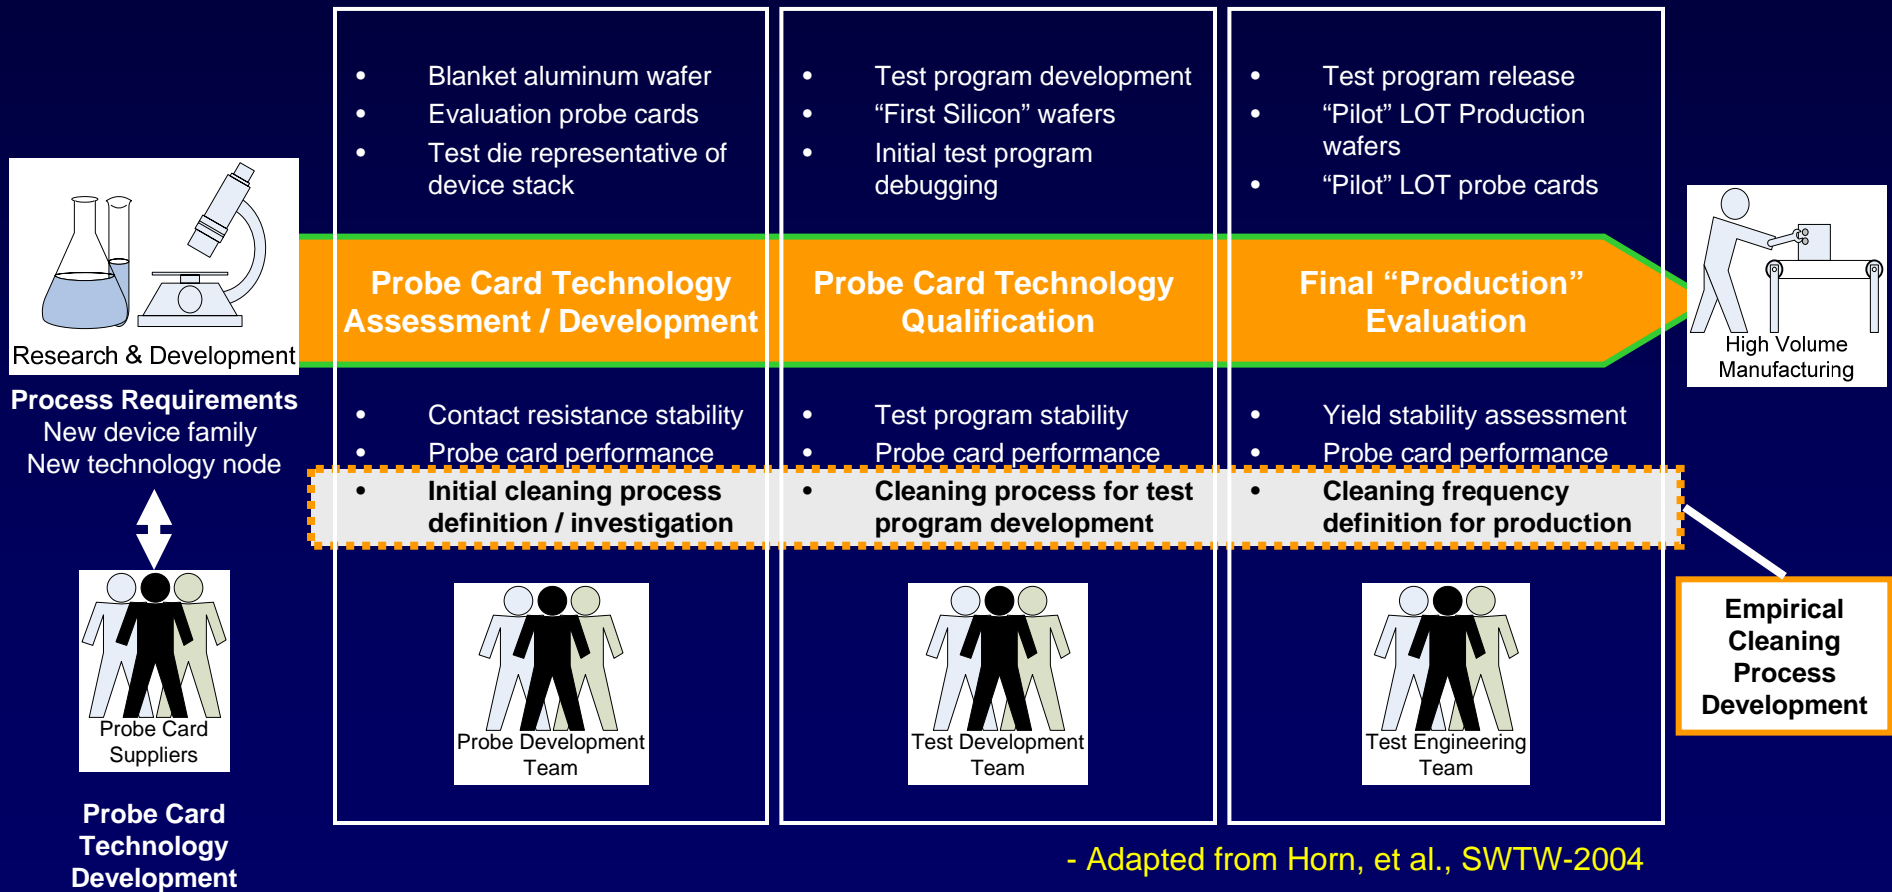 • Blanket aluminum wafer
• Evaluation probe cards
• Test die representative of
device stack
• Test program development
• “First Silicon” wafers
• Initial test program
debugging
• Test program release
• “Pilot” LOT Production
wafers
• “Pilot” LOT probe cards
Research & Development
Probe Card Technology
Assessment / Development
Probe Card Technology
Qualification
Final “Production”
Evaluation
High Volume
Manufacturing
Process Requirements
New device family
New technology node
• Contact resistance stability
• Probe card performance
• Initial cleaning process
definition / investigation
• Test program stability
• Probe card performance
• Cleaning process for test
program development
• Yield stability assessment
• Probe card performance
• Cleaning frequency
definition for production
Probe Card
Suppliers
Probe Development
Team
Test Development
Team
Test Engineering
Team
Empirical
Cleaning
Process
Development
Probe Card
Technology
Development
- Adapted from Horn, et al., SWTW-2004